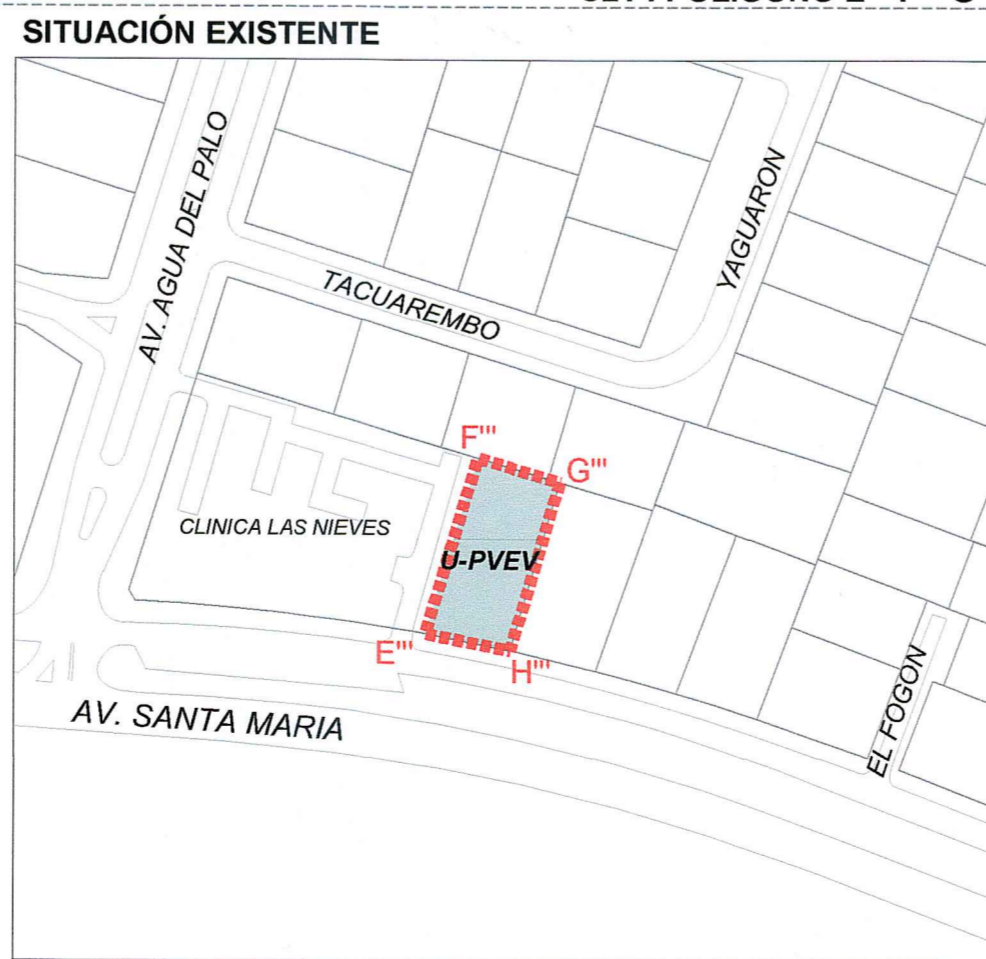 SITUACIÓN EXISTENTE
AV. AGUA DEL PALO
YAGUARON
TACUAREMBO
F'''
G'''
CLINICA LAS NIEVES
U-PVEV
E'''
H'''
EL FOGON
AV. SANTA MARIA